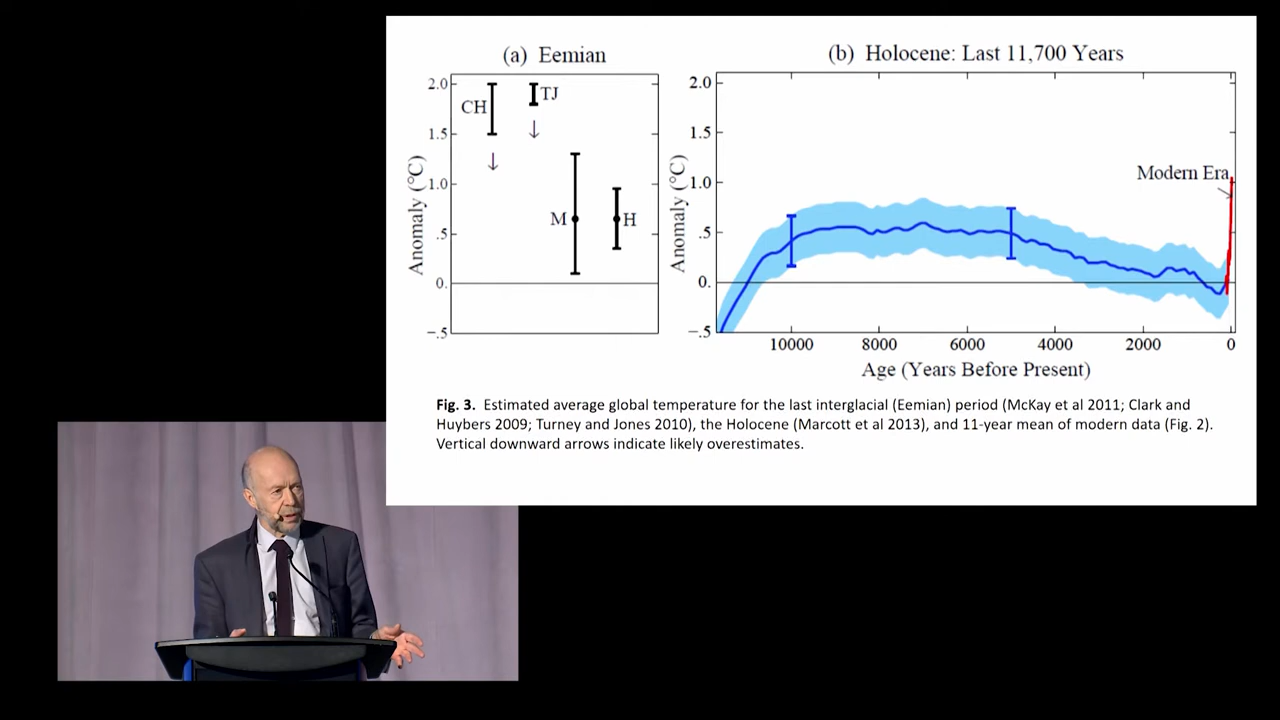 (a) Eemian
2.0
1.5
1.0
.5
0.
-.5
Anomaly (°C)
CH
TJ
M
H
(b) Holocene: Last 11,700 Years
2.0
1.5
1.0
.5
0.
-.5
Anomaly (°C)
Modern Era
10000 8000 6000 4000 2000 0
Age (Years Before Present)
Fig. 3. Estimated average global temperature for the last interglacial (Eemian) period (McKay et al 2011; Clark and
Huybers 2009; Turney and Jones 2010), the Holocene (Marcott et al 2013), and 11-year mean of modern data (Fig. 2).
Vertical downward arrows indicate likely overestimates.